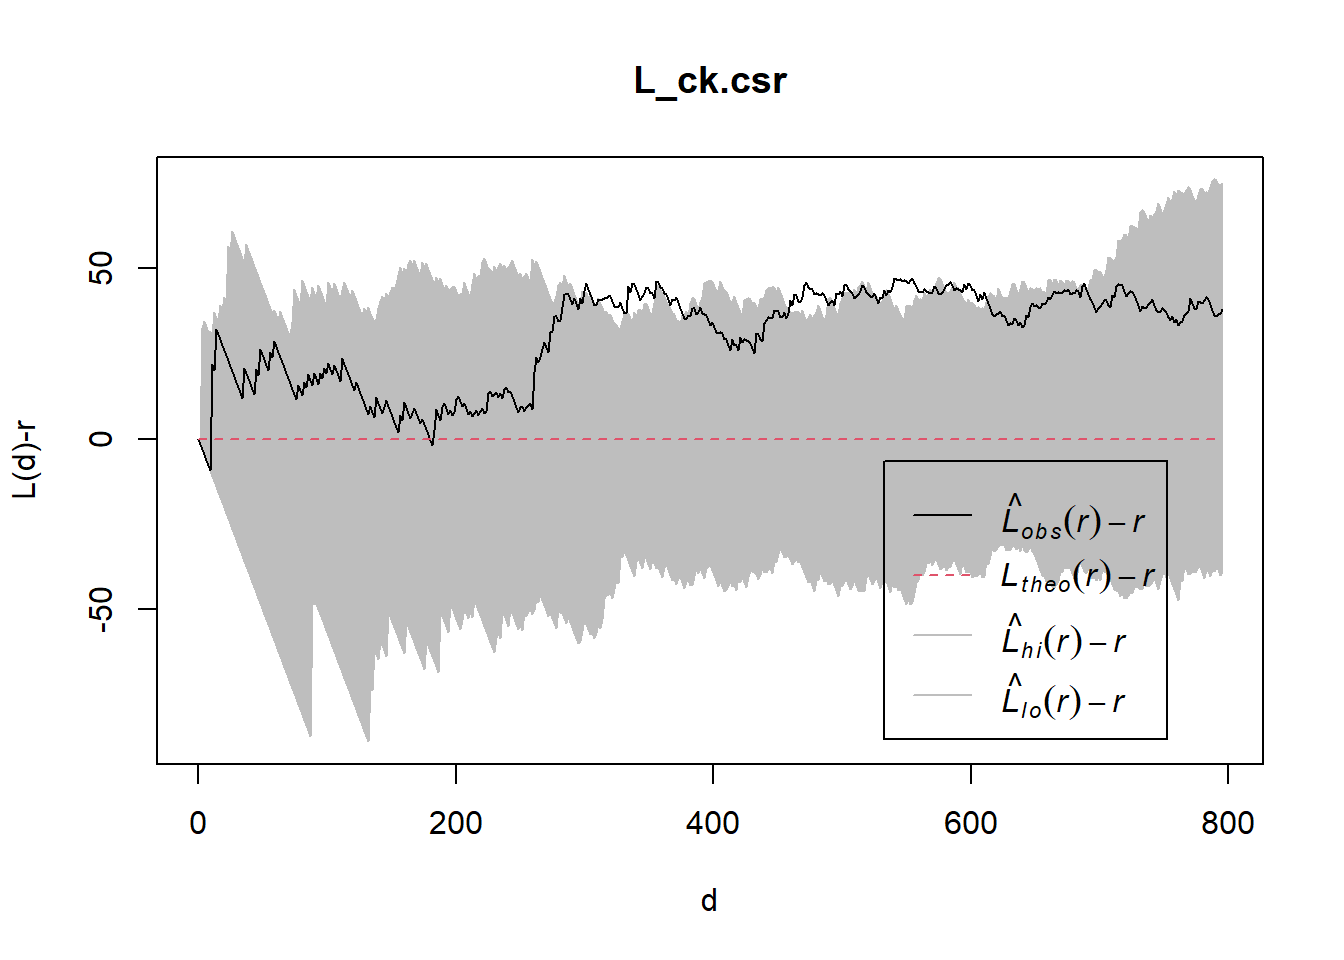 L_ck.csr
L(d)-r
50
0
-50
0 200 400 600 800
d
L̂obs(r) – r
Ltheo(r) – r
L̂hi(r) – r
L̂lo(r) – r